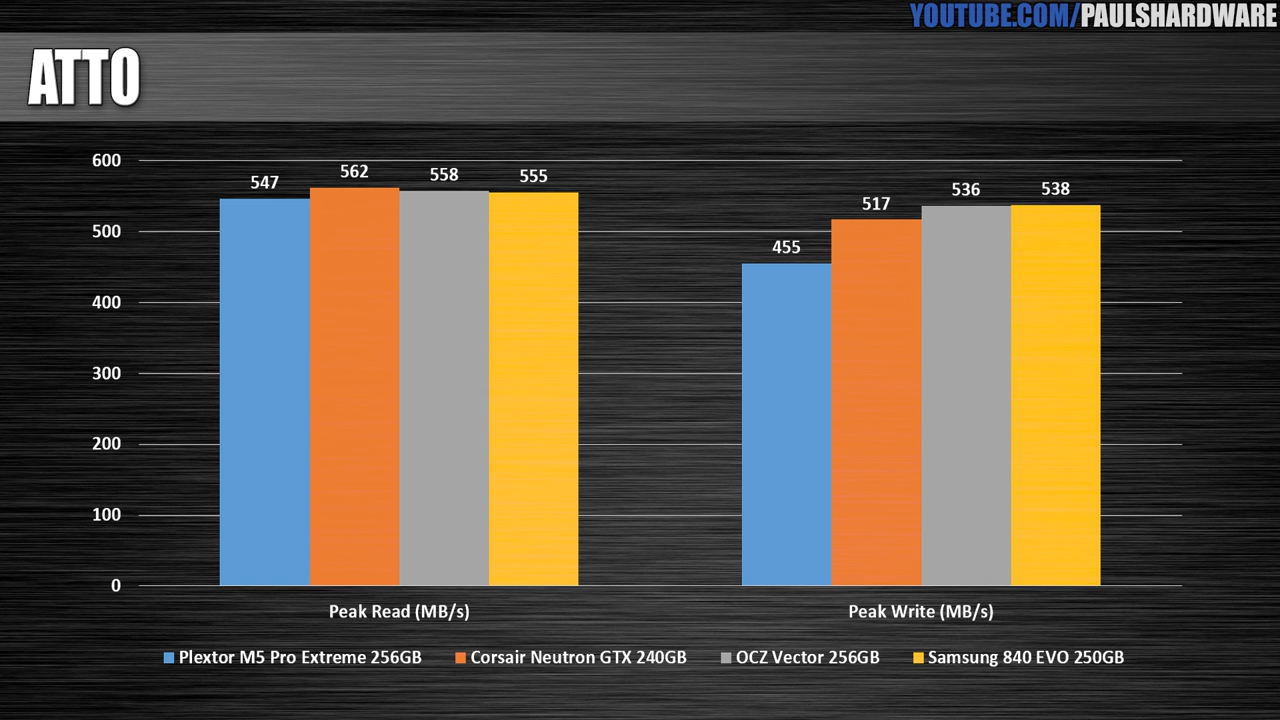 YOUTUBE.COM/PAULSHARDWARE
ATTO
600
500
400
300
200
100
0
547
562
558
555
455
517
536
538
Peak Read (MB/s)
Peak Write (MB/s)
Plextor M5 Pro Extreme 256GB
Corsair Neutron GTX 240GB
OCZ Vector 256GB
Samsung 840 EVO 250GB